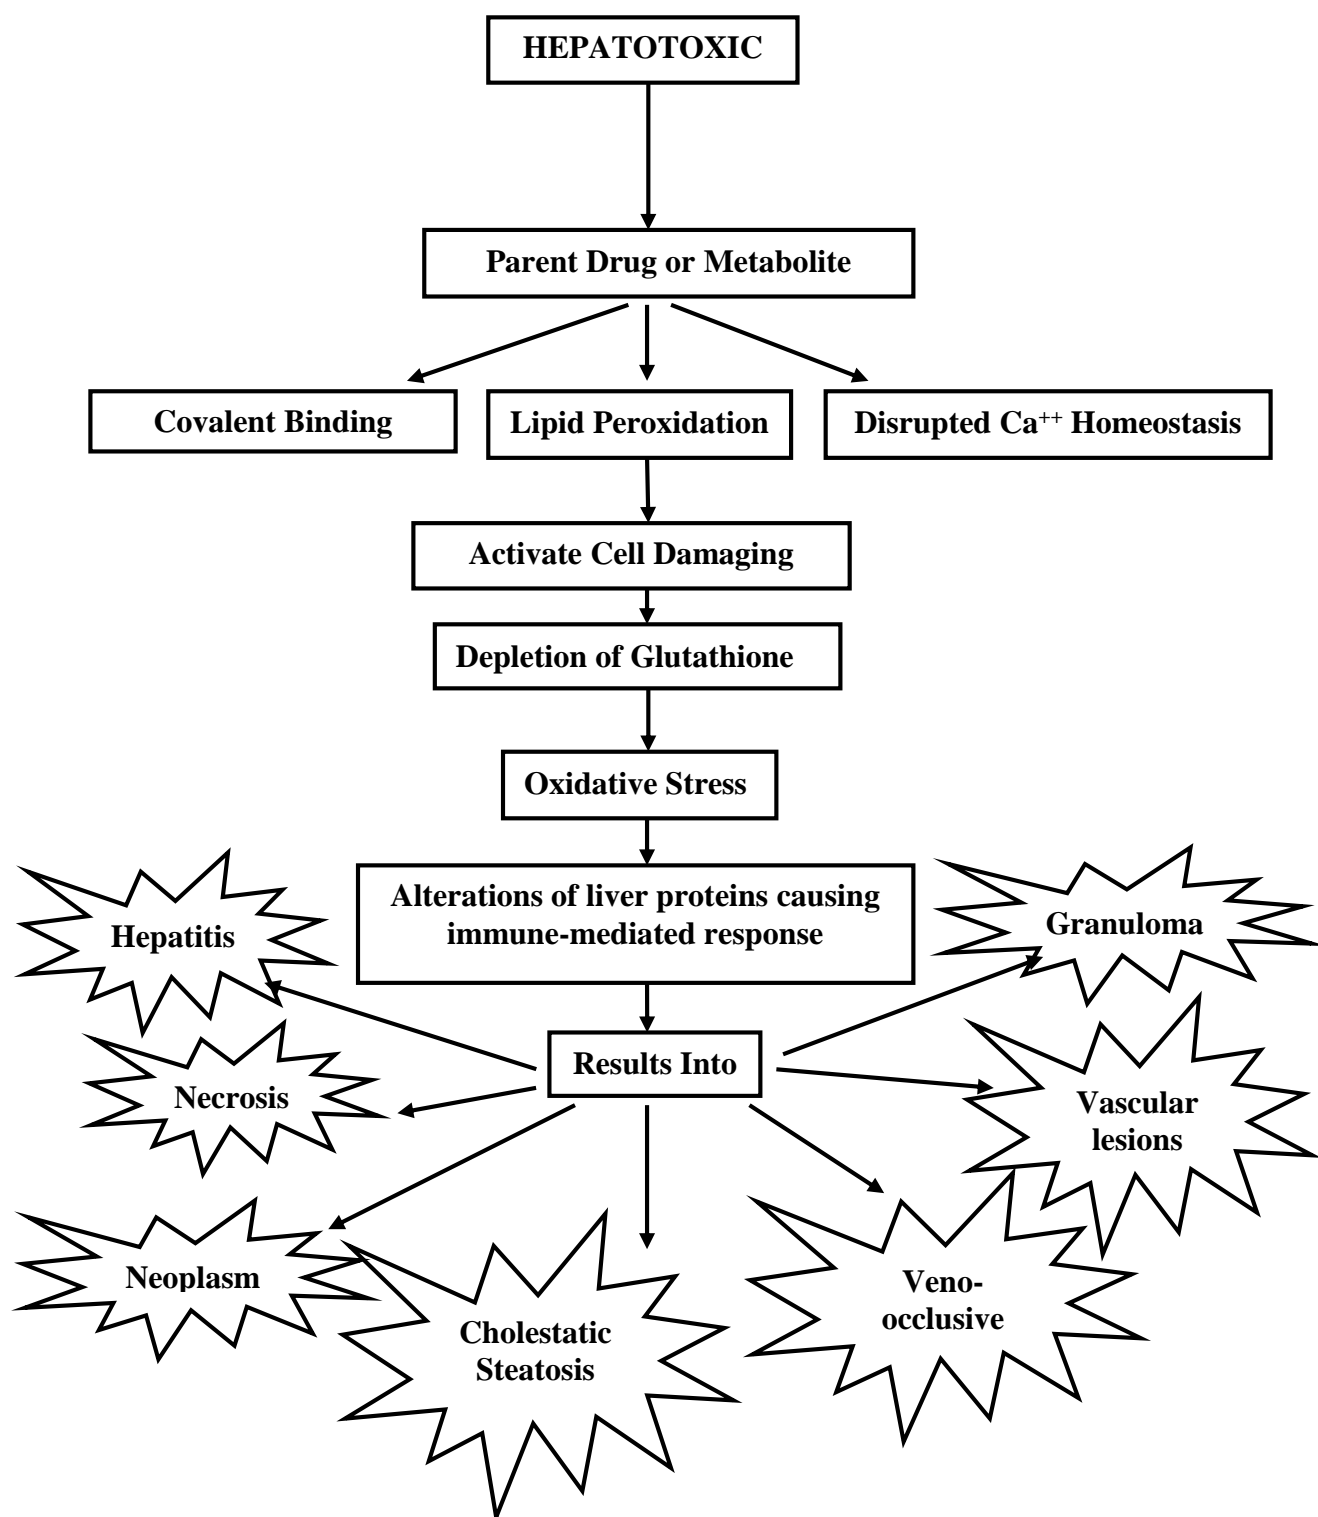 HEPATOTOXIC
Parent Drug or Metabolite
Covalent Binding
Lipid Peroxidation
Disrupted Ca⁺⁺ Homeostasis
Activate Cell Damaging
Depletion of Glutathione
Oxidative Stress
Alterations of liver proteins causing
immune-mediated response
Hepatitis
Granuloma
Results Into
Necrosis
Vascular
lesions
Neoplasm
Cholestatic
Steatosis
Veno-
occlusive